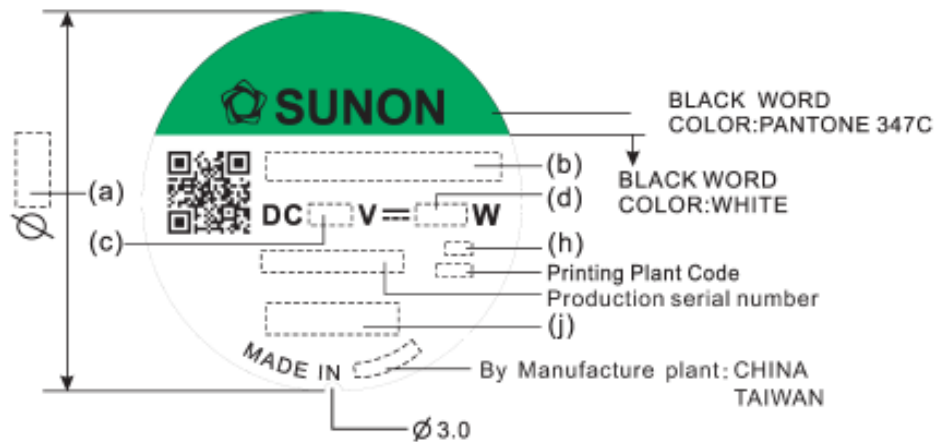 SUNON
BLACK WORD
COLOR:PANTONE 347C
(a)
(b)
BLACK WORD
COLOR:WHITE
DC V W
(d)
(c)
(h)
Printing Plant Code
Production serial number
(j)
MADE IN
By Manufacture plant: CHINA
TAIWAN
Ø
Ø 3.0